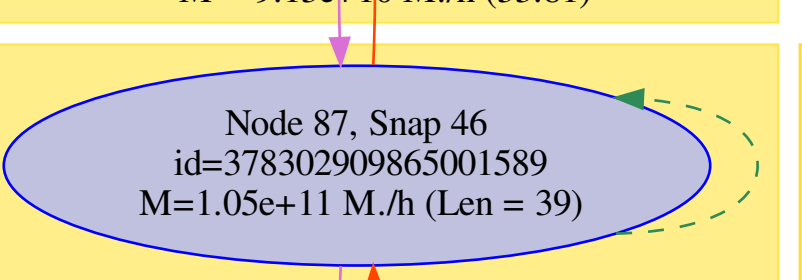 Node 87, Snap 46
id=378302909865001589
M=1.05e+11 M./h (Len = 39)